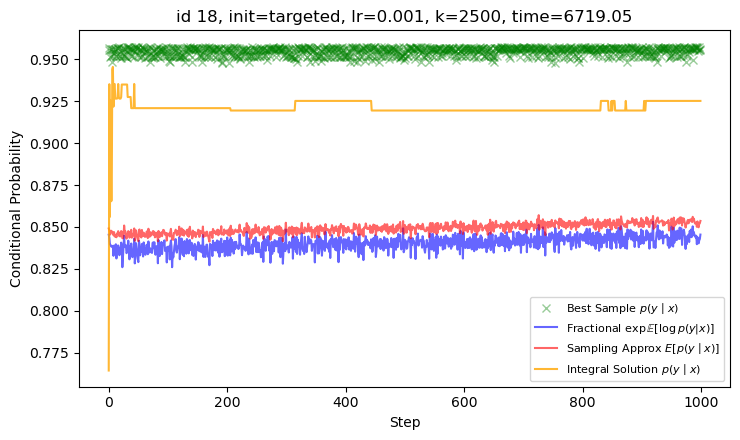 id 18, init=targeted, lr=0.001, k=2500, time=6719.05
Conditional Probability
0.950
0.925
0.900
0.875
0.850
0.825
0.800
0.775
Best Sample p(y | x)
Fractional exp𝔼[log p(y|x)]
Sampling Approx E[p(y | x)]
Integral Solution p(y | x)
0 200 400 600 800 1000
Step